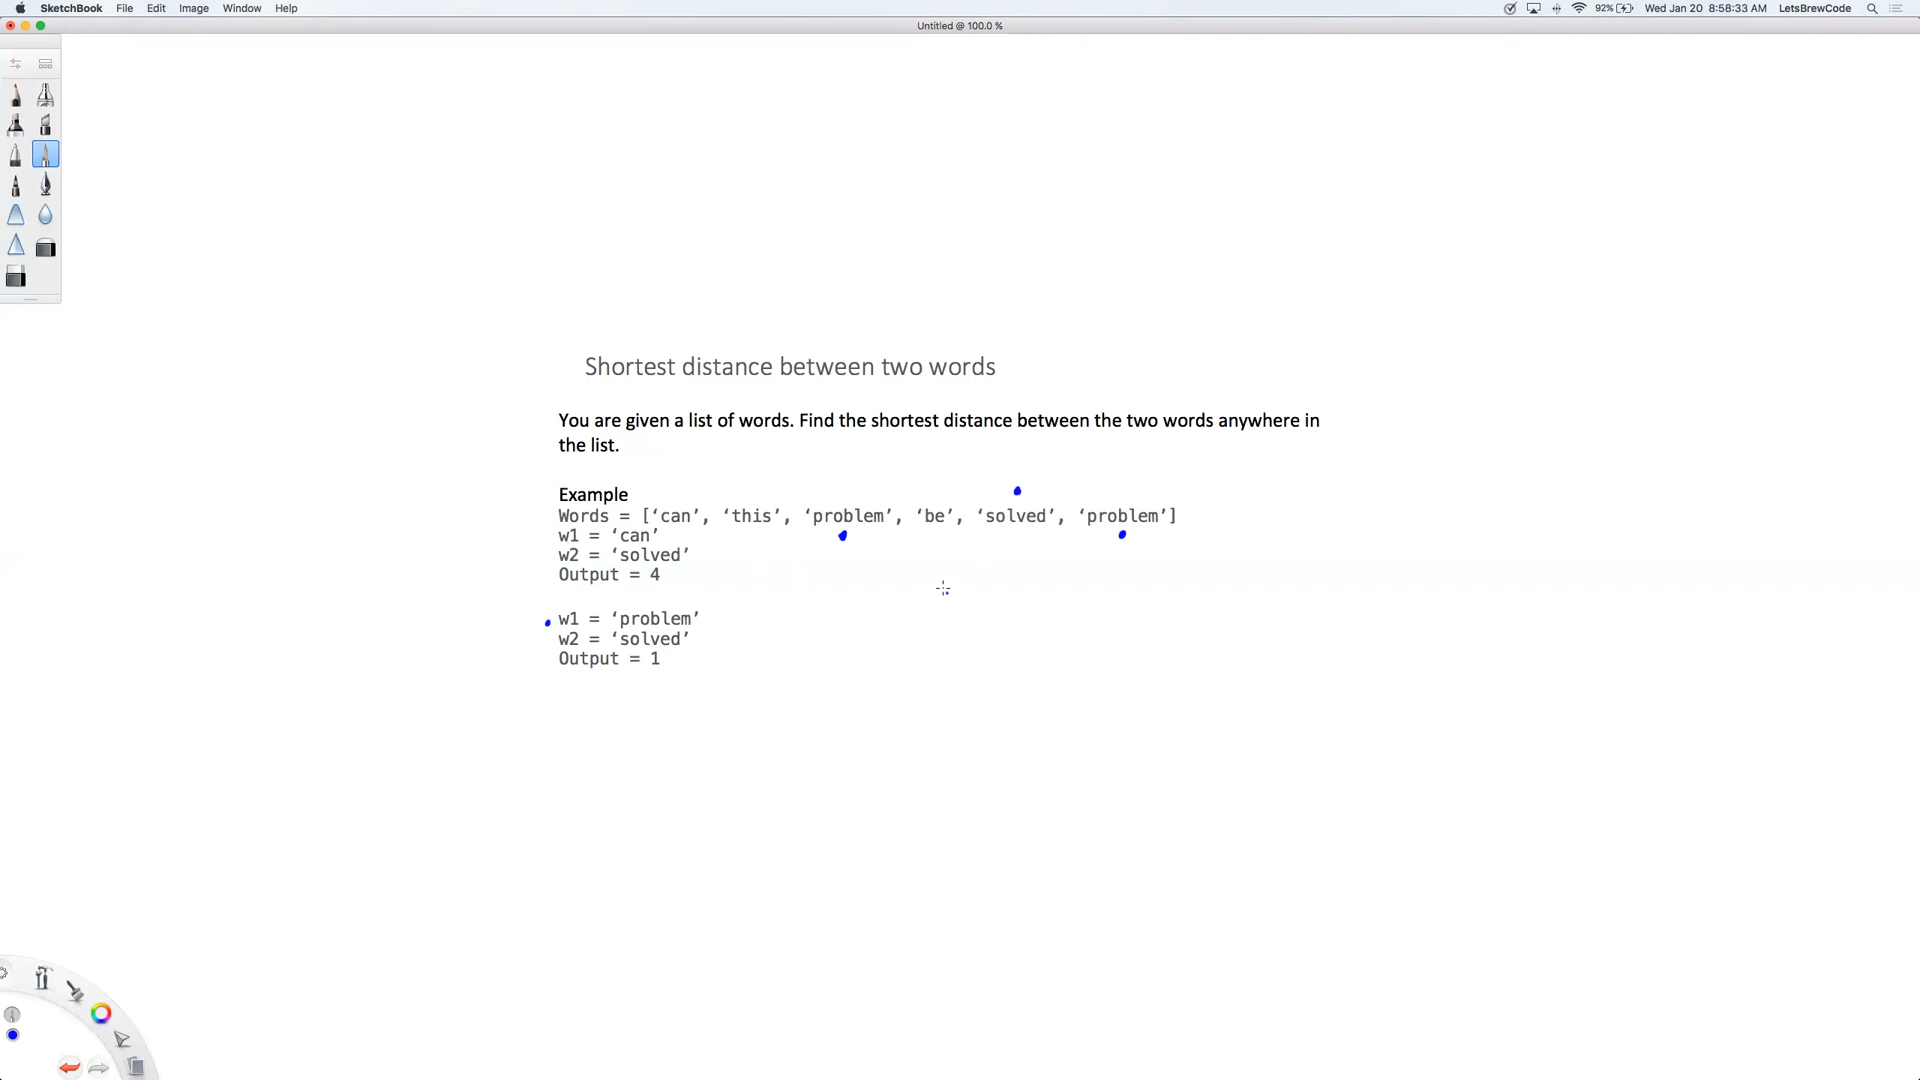 SketchBook File Edit Image Window Help 92% Wed Jan 20 8:58:33 AM LetsBrewCode
Untitled @ 100.0 %
Shortest distance between two words
You are given a list of words. Find the shortest distance between the two words anywhere in
the list.
Example
Words = [‘can’, ‘this’, ‘problem’, ‘be’, ‘solved’, ‘problem’]
w1 = ‘can’
w2 = ‘solved’
Output = 4
w1 = ‘problem’
w2 = ‘solved’
Output = 1